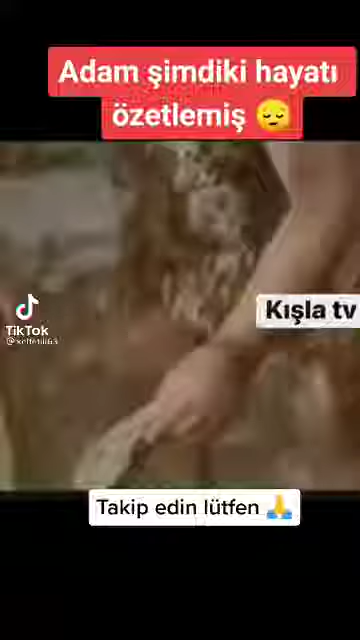 Adam şimdiki hayatı
özetlemiş 😔
Kışla tv
TikTok
Takip edin lütfen 🙏